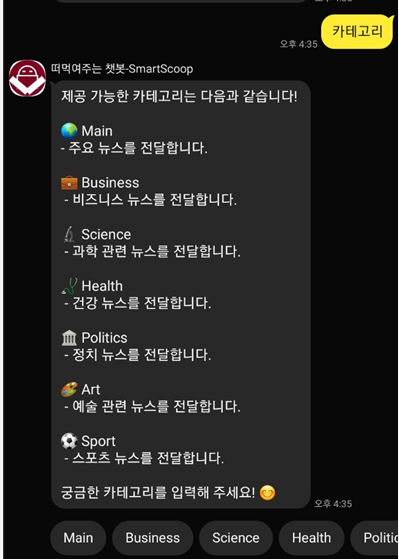 카테고리
오후 4:35
떠먹여주는 챗봇-SmartScoop
제공 가능한 카테고리는 다음과 같습니다!
🌍 Main
- 주요 뉴스를 전달합니다.
💼 Business
- 비즈니스 뉴스를 전달합니다.
🔬 Science
- 과학 관련 뉴스를 전달합니다.
🩺 Health
- 건강 뉴스를 전달합니다.
🏛️ Politics
- 정치 뉴스를 전달합니다.
🎨 Art
- 예술 관련 뉴스를 전달합니다.
⚽ Sport
- 스포츠 뉴스를 전달합니다.
궁금한 카테고리를 입력해 주세요! 😊
오후 4:35
Main
Business
Science
Health
Politic